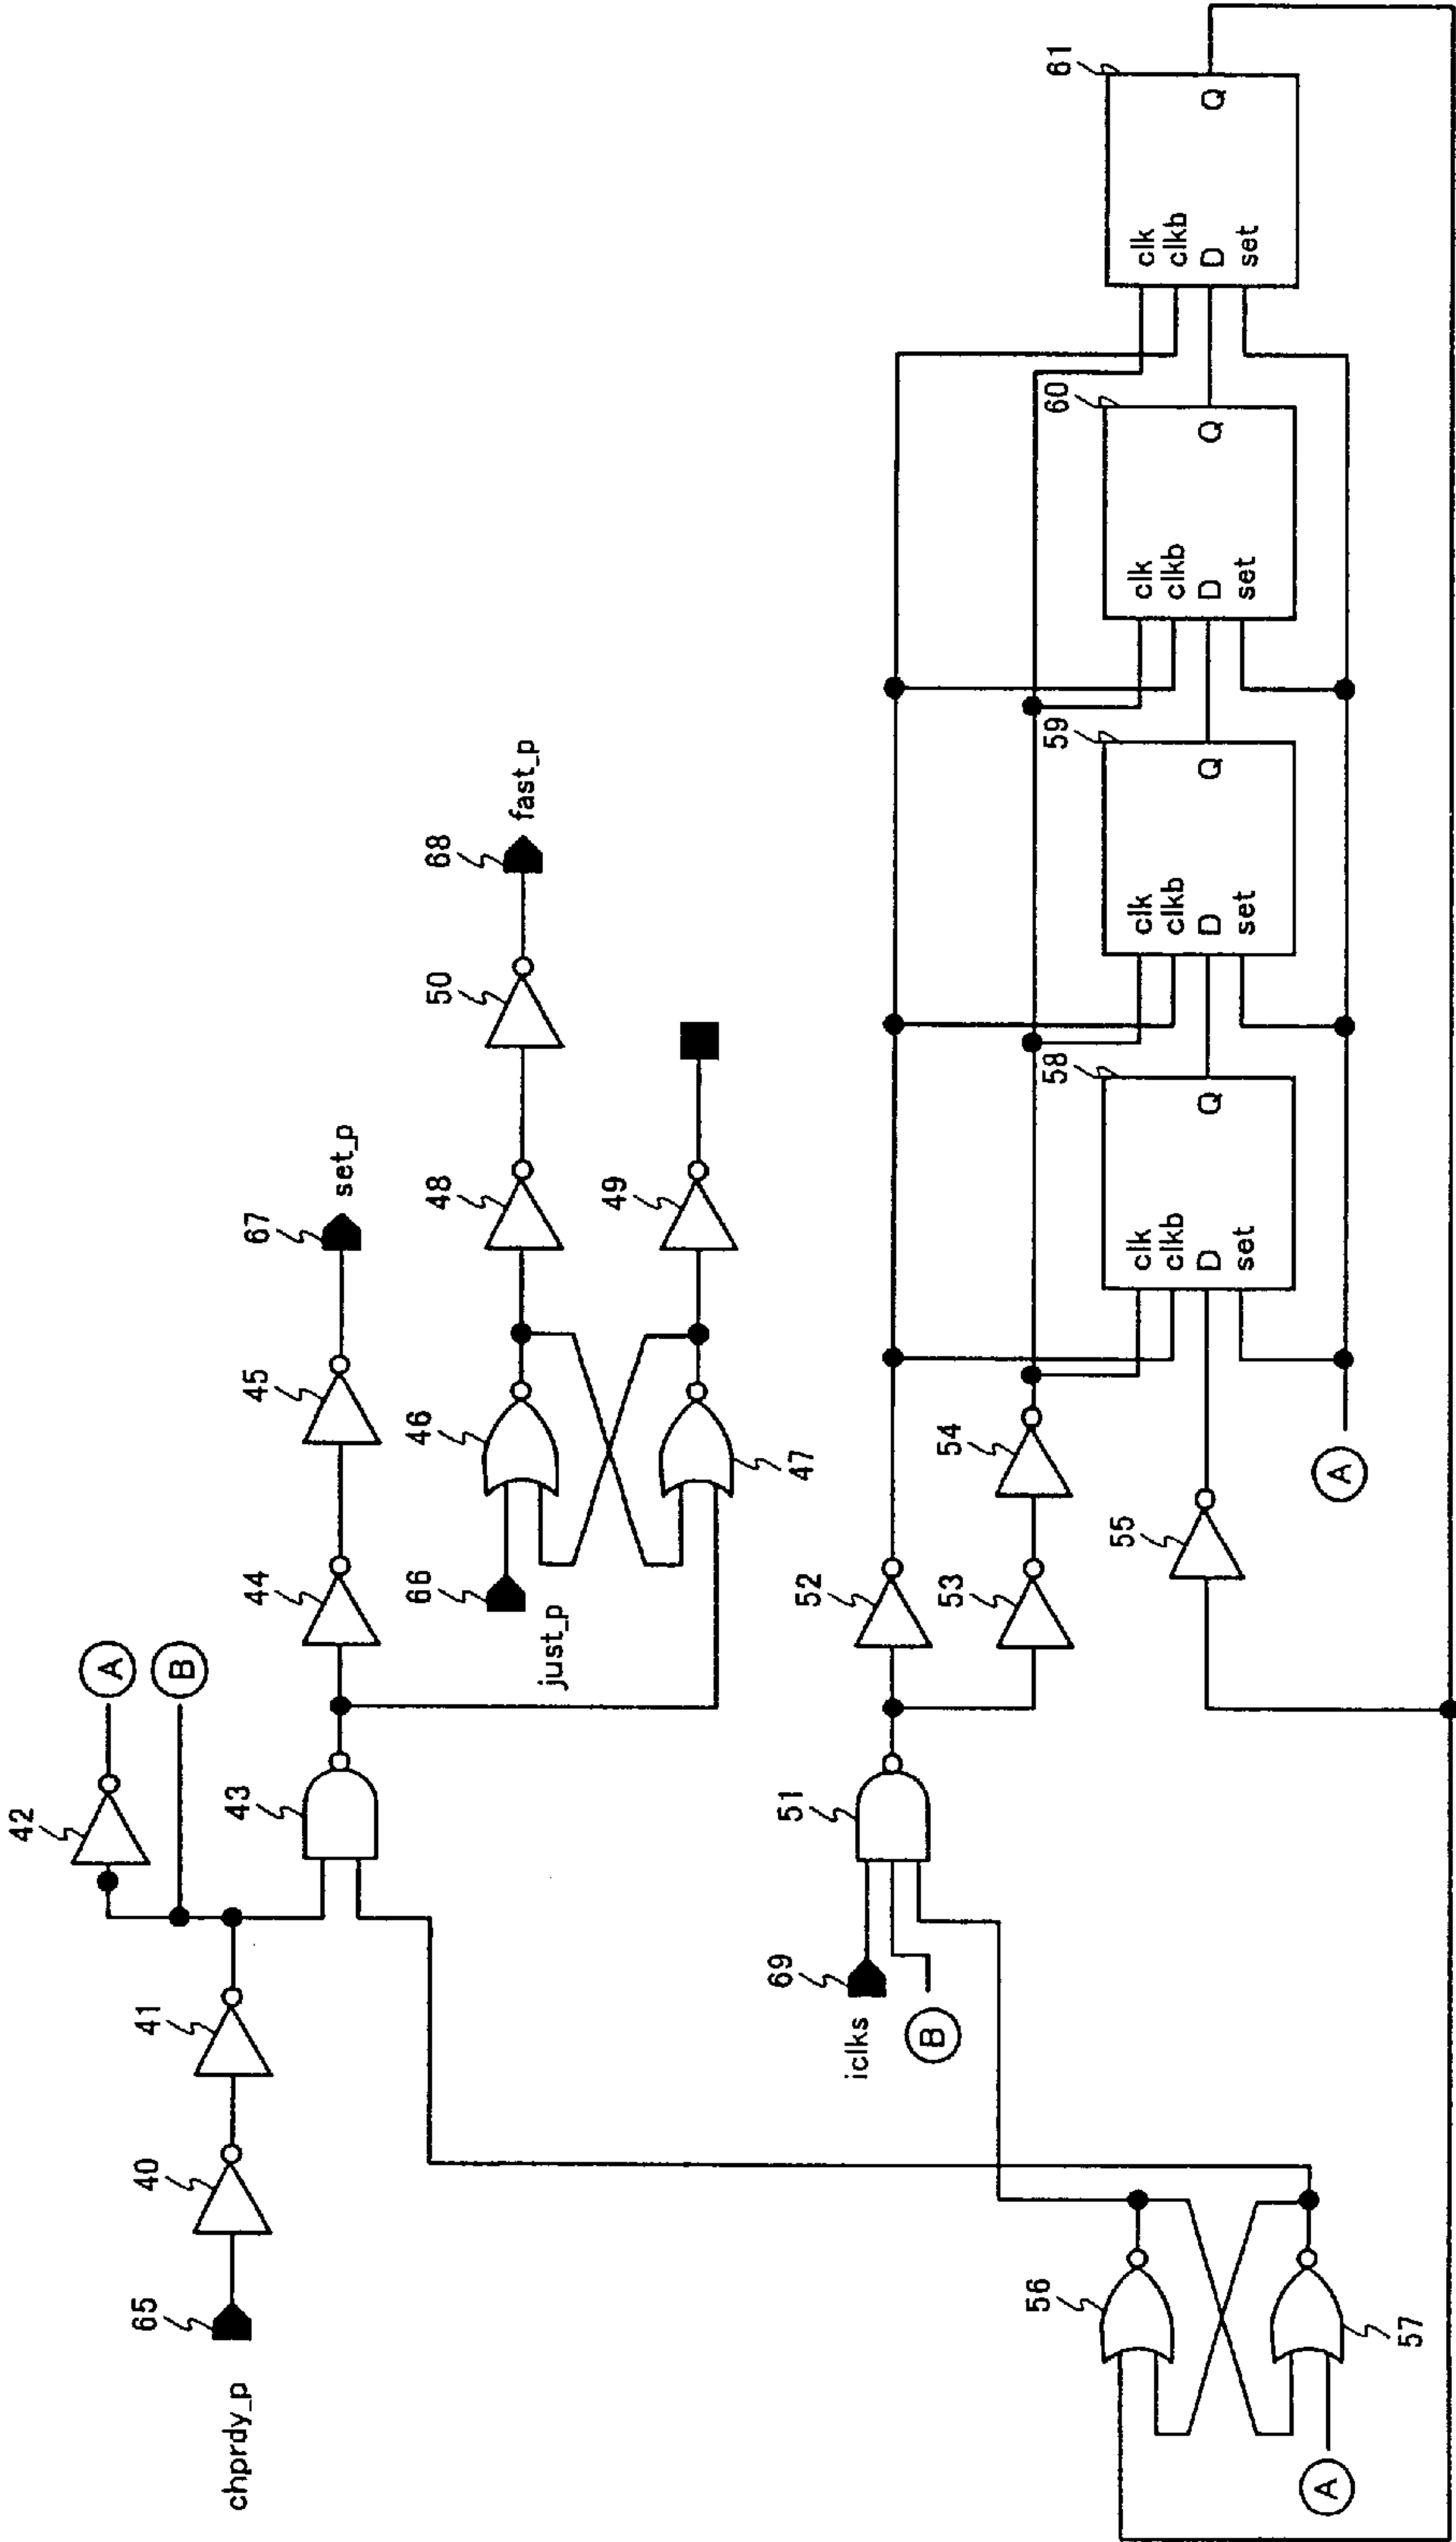 65
chprdy_p
40
41
42
A
B
43
44
45
67
set_p
66
just_p
46
47
48
49
50
68
fast_p
69
iclks
B
51
52
53
54
55
A
56
57
A
58
clk
clkb
D
set
Q
59
clk
clkb
D
set
Q
60
clk
clkb
D
set
Q
61
clk
clkb
D
set
Q